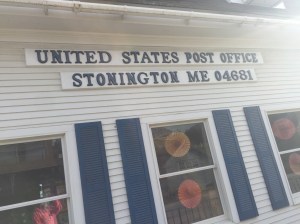 UNITED STATES POST OFFICE
STONINGTON ME 04681